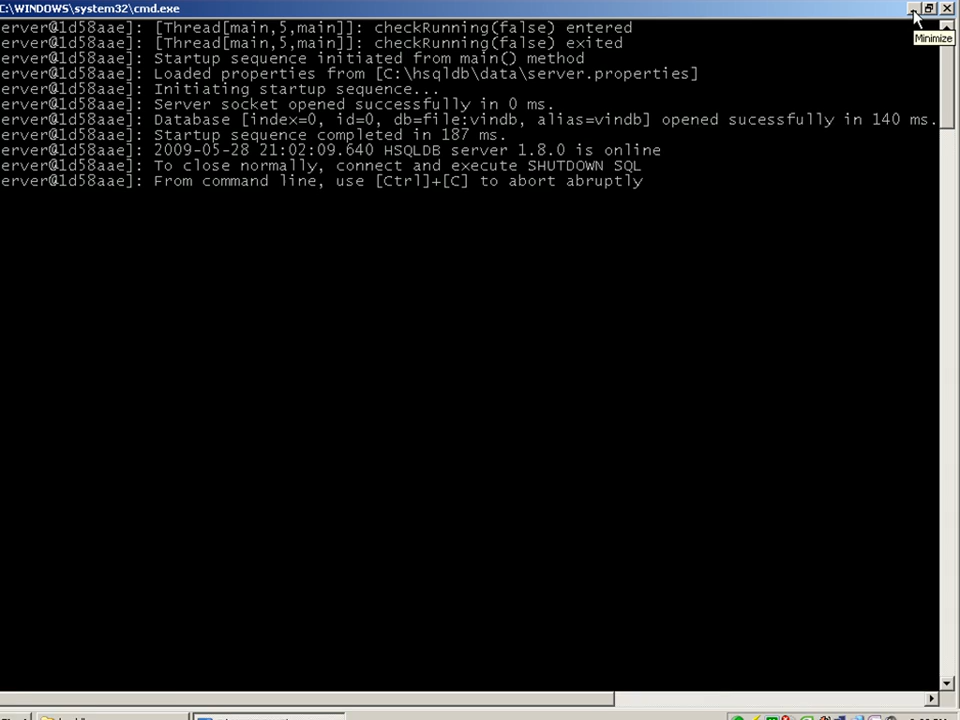 C:\WINDOWS\system32\cmd.exe
Minimize
erver@1d58aae]: [Thread[main,5,main]]: checkRunning(false) entered
erver@1d58aae]: [Thread[main,5,main]]: checkRunning(false) exited
erver@1d58aae]: Startup sequence initiated from main() method
erver@1d58aae]: Loaded properties from [C:\hsqldb\data\server.properties]
erver@1d58aae]: Initiating startup sequence...
erver@1d58aae]: Server socket opened successfully in 0 ms.
erver@1d58aae]: Database [index=0, id=0, db=file:vindb, alias=vindb] opened sucessfully in 140 ms.
erver@1d58aae]: Startup sequence completed in 187 ms.
erver@1d58aae]: 2009-05-28 21:02:09.640 HSQLDB server 1.8.0 is online
erver@1d58aae]: To close normally, connect and execute SHUTDOWN SQL
erver@1d58aae]: From command line, use [Ctrl]+[C] to abort abruptly